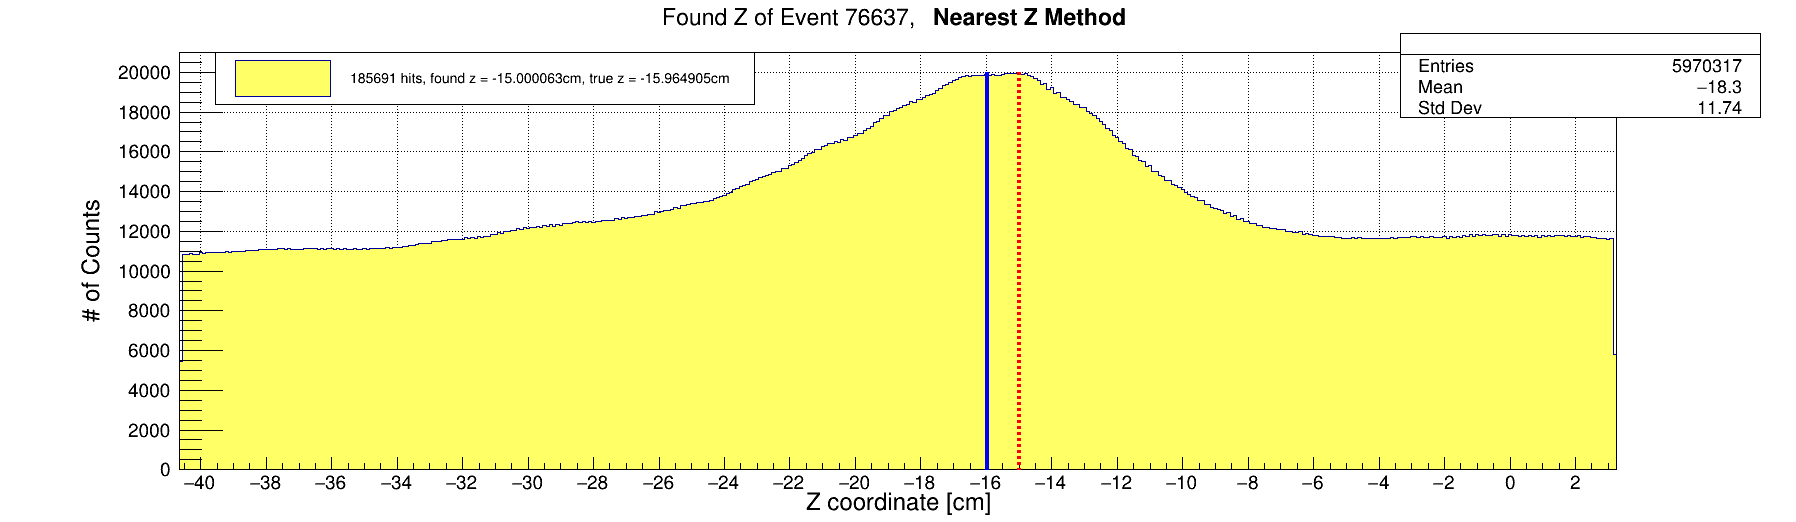 Found Z of Event 76637, Nearest Z Method
185691 hits, found z = -15.000063cm, true z = -15.964905cm
Entries 5970317
Mean −18.3
Std Dev 11.74
# of Counts
20000
18000
16000
14000
12000
10000
8000
6000
4000
2000
0
−40 −38 −36 −34 −32 −30 −28 −26 −24 −22 −20 −18 −16 −14 −12 −10 −8 −6 −4 −2 0 2
Z coordinate [cm]